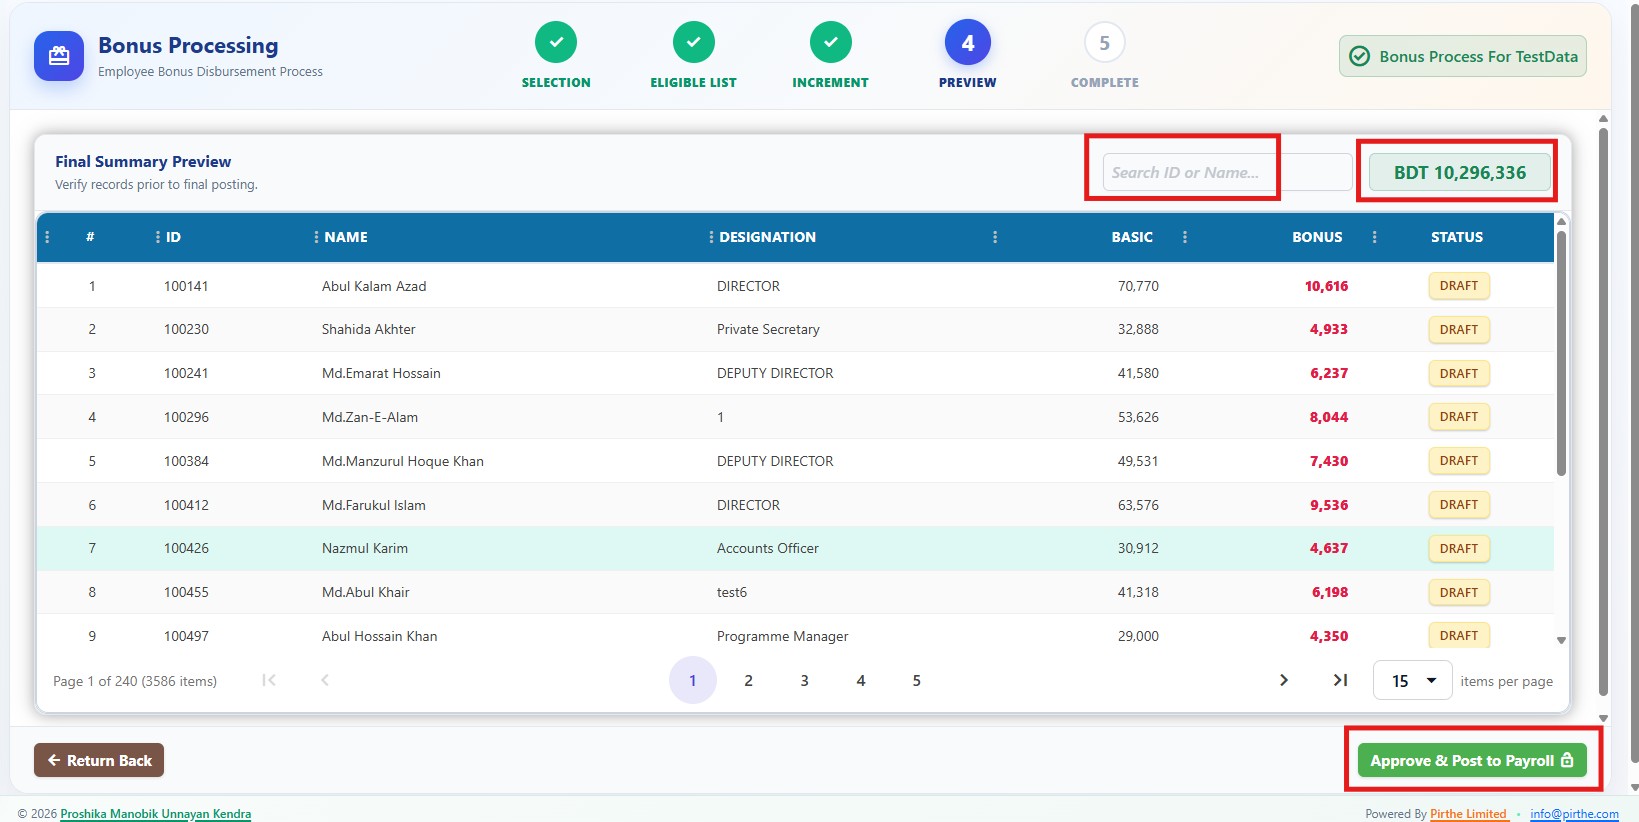 Bonus Processing
Employee Bonus Disbursement Process
SELECTION
ELIGIBLE LIST
INCREMENT
4
PREVIEW
5
COMPLETE
Bonus Process For TestData
Final Summary Preview
Verify records prior to final posting.
Search ID or Name...
BDT 10,296,336
# ID NAME DESIGNATION BASIC BONUS STATUS
1 100141 Abul Kalam Azad DIRECTOR 70,770 10,616 DRAFT
2 100230 Shahida Akhter Private Secretary 32,888 4,933 DRAFT
3 100241 Md.Emarat Hossain DEPUTY DIRECTOR 41,580 6,237 DRAFT
4 100296 Md.Zan-E-Alam 1 53,626 8,044 DRAFT
5 100384 Md.Manzurul Hoque Khan DEPUTY DIRECTOR 49,531 7,430 DRAFT
6 100412 Md.Farukul Islam DIRECTOR 63,576 9,536 DRAFT
7 100426 Nazmul Karim Accounts Officer 30,912 4,637 DRAFT
8 100455 Md.Abul Khair test6 41,318 6,198 DRAFT
9 100497 Abul Hossain Khan Programme Manager 29,000 4,350 DRAFT
Page 1 of 240 (3586 items) 1 2 3 4 5 15 items per page
Return Back
Approve & Post to Payroll
© 2026 Proshika Manobik Unnayan Kendra
Powered By Pirthe Limited • info@pirthe.com